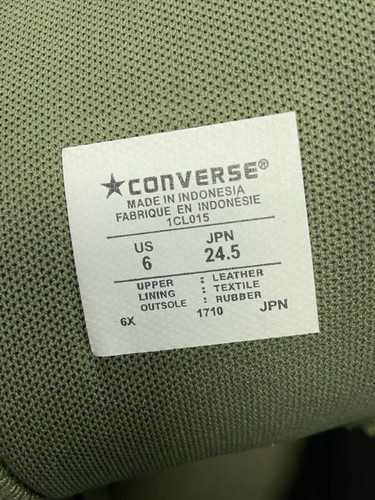 ★CONVERSE®
MADE IN INDONESIA
FABRIQUE EN INDONÉSIE
1CL015
US JPN
6 24.5
UPPER : LEATHER
LINING : TEXTILE
OUTSOLE : RUBBER
6X 1710 JPN